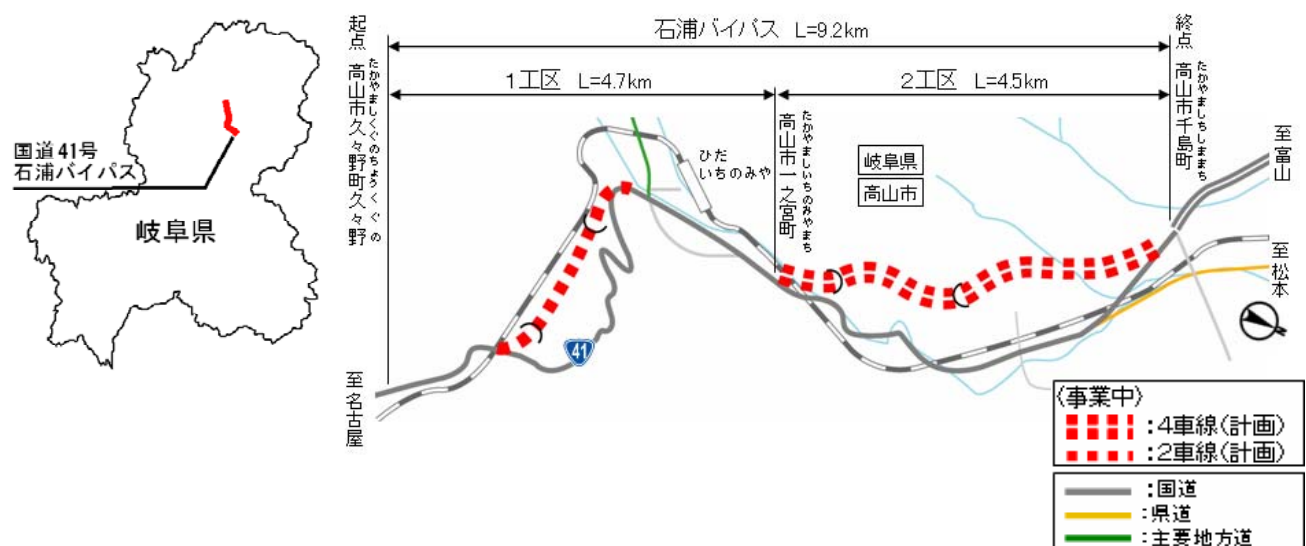 国道41号
石浦バイパス
岐阜県
石浦バイパス L=9.2km
1工区 L=4.7km
2工区 L=4.5km
起点
高山市久々野町久々野
たかやましくぐのちょうくぐの
至名古屋
ひだ
いちのみや
高山市一之宮町
たかやましいちのみやまち
岐阜県
高山市
終点
高山市千島町
たかやましちしままち
至富山
至松本
41
(事業中)
:4車線(計画)
:2車線(計画)
:国道
:県道
:主要地方道